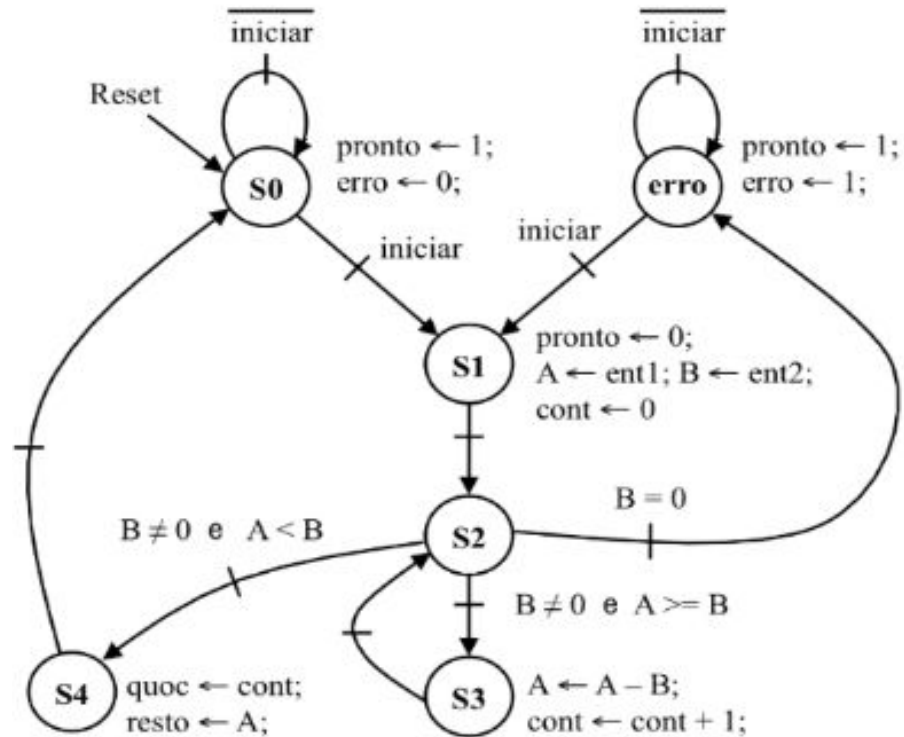 iniciar
iniciar
Reset
pronto ← 1;
erro ← 0;
S0
pronto ← 1;
erro ← 1;
erro
iniciar
iniciar
S1
pronto ← 0;
A ← ent1; B ← ent2;
cont ← 0
B ≠ 0 e A < B
S2
B = 0
B ≠ 0 e A >= B
S4
quoc ← cont;
resto ← A;
S3
A ← A – B;
cont ← cont + 1;